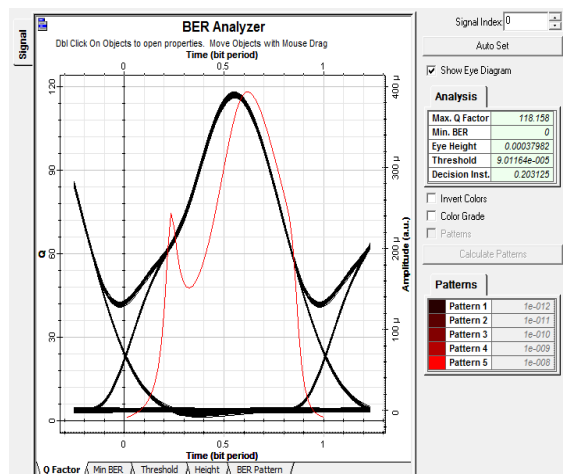 Signal
BER Analyzer
Dbl Click On Objects to open properties. Move Objects with Mouse Drag
Time (bit period)
0 0.5 1
120
90
60
30
0
Q
400 µ
300 µ
200 µ
100 µ
0
Amplitude (a.u.)
0 0.5 1
Time (bit period)
Q Factor Min BER Threshold Height BER Pattern
Signal Index: 0
Auto Set
Show Eye Diagram
Analysis
Max. Q Factor 118.158
Min. BER 0
Eye Height 0.00037982
Threshold 9.01164e-005
Decision Inst. 0.203125
Invert Colors
Color Grade
Patterns
Calculate Patterns
Patterns
Pattern 1 1e-012
Pattern 2 1e-011
Pattern 3 1e-010
Pattern 4 1e-009
Pattern 5 1e-008